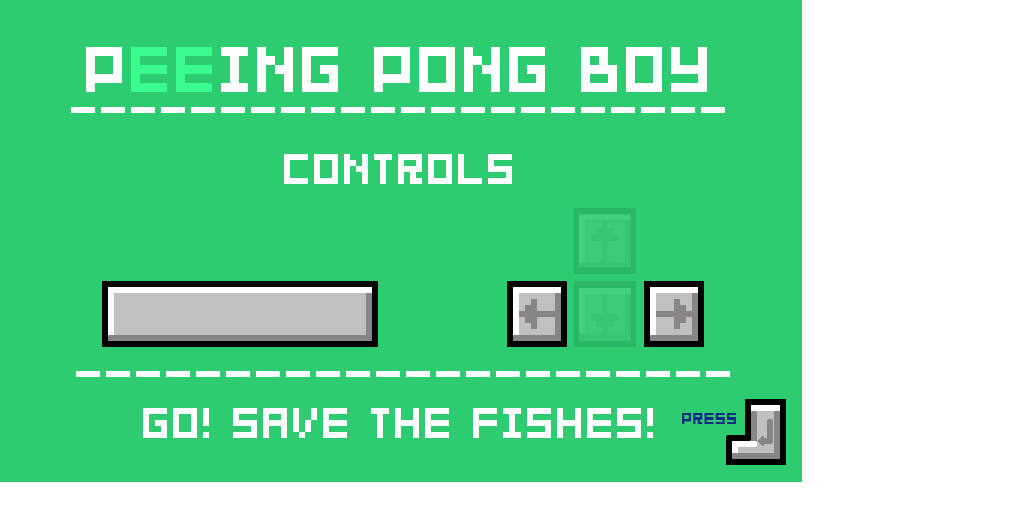 PEEING PONG BOY
CONTROLS
GO! SAVE THE FISHES!
PRESS